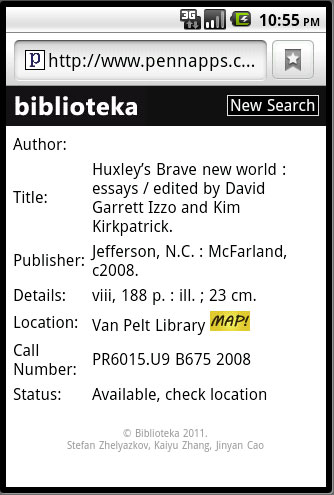 3G 10:55 PM
p http://www.pennapps.c...
biblioteka New Search
Author:
Title: Huxley’s Brave new world :
essays / edited by David
Garrett Izzo and Kim
Kirkpatrick.
Publisher: Jefferson, N.C. : McFarland,
c2008.
Details: viii, 188 p. : ill. ; 23 cm.
Location: Van Pelt Library MAP!
Call
Number: PR6015.U9 B675 2008
Status: Available, check location
© Biblioteka 2011.
Stefan Zhelyazkov, Kaiyu Zhang, Jinyan Cao